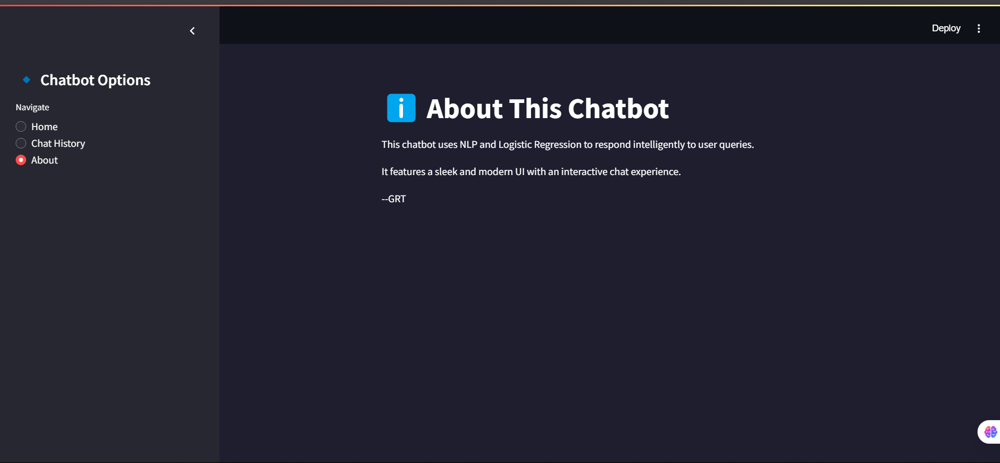 Deploy
Chatbot Options
Navigate
Home
Chat History
About
About This Chatbot
This chatbot uses NLP and Logistic Regression to respond intelligently to user queries.
It features a sleek and modern UI with an interactive chat experience.
--GRT